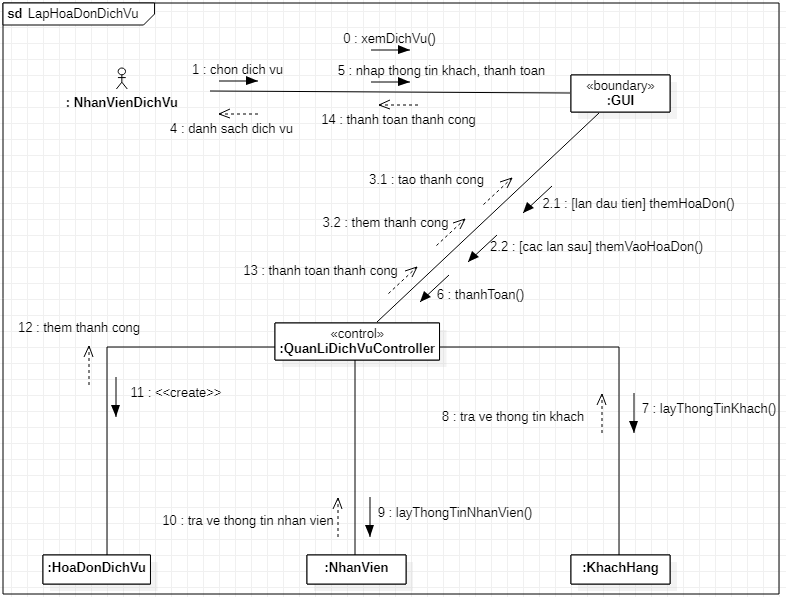 sd LapHoaDonDichVu
0 : xemDichVu()
1 : chon dich vu
5 : nhap thong tin khach, thanh toan
: NhanVienDichVu
«boundary»
:GUI
4 : danh sach dich vu
14 : thanh toan thanh cong
3.1 : tao thanh cong
2.1 : [lan dau tien] themHoaDon()
3.2 : them thanh cong
2.2 : [cac lan sau] themVaoHoaDon()
13 : thanh toan thanh cong
6 : thanhToan()
12 : them thanh cong
«control»
:QuanLiDichVuController
11 : <<create>>
8 : tra ve thong tin khach
7 : layThongTinKhach()
10 : tra ve thong tin nhan vien
9 : layThongTinNhanVien()
:HoaDonDichVu
:NhanVien
:KhachHang